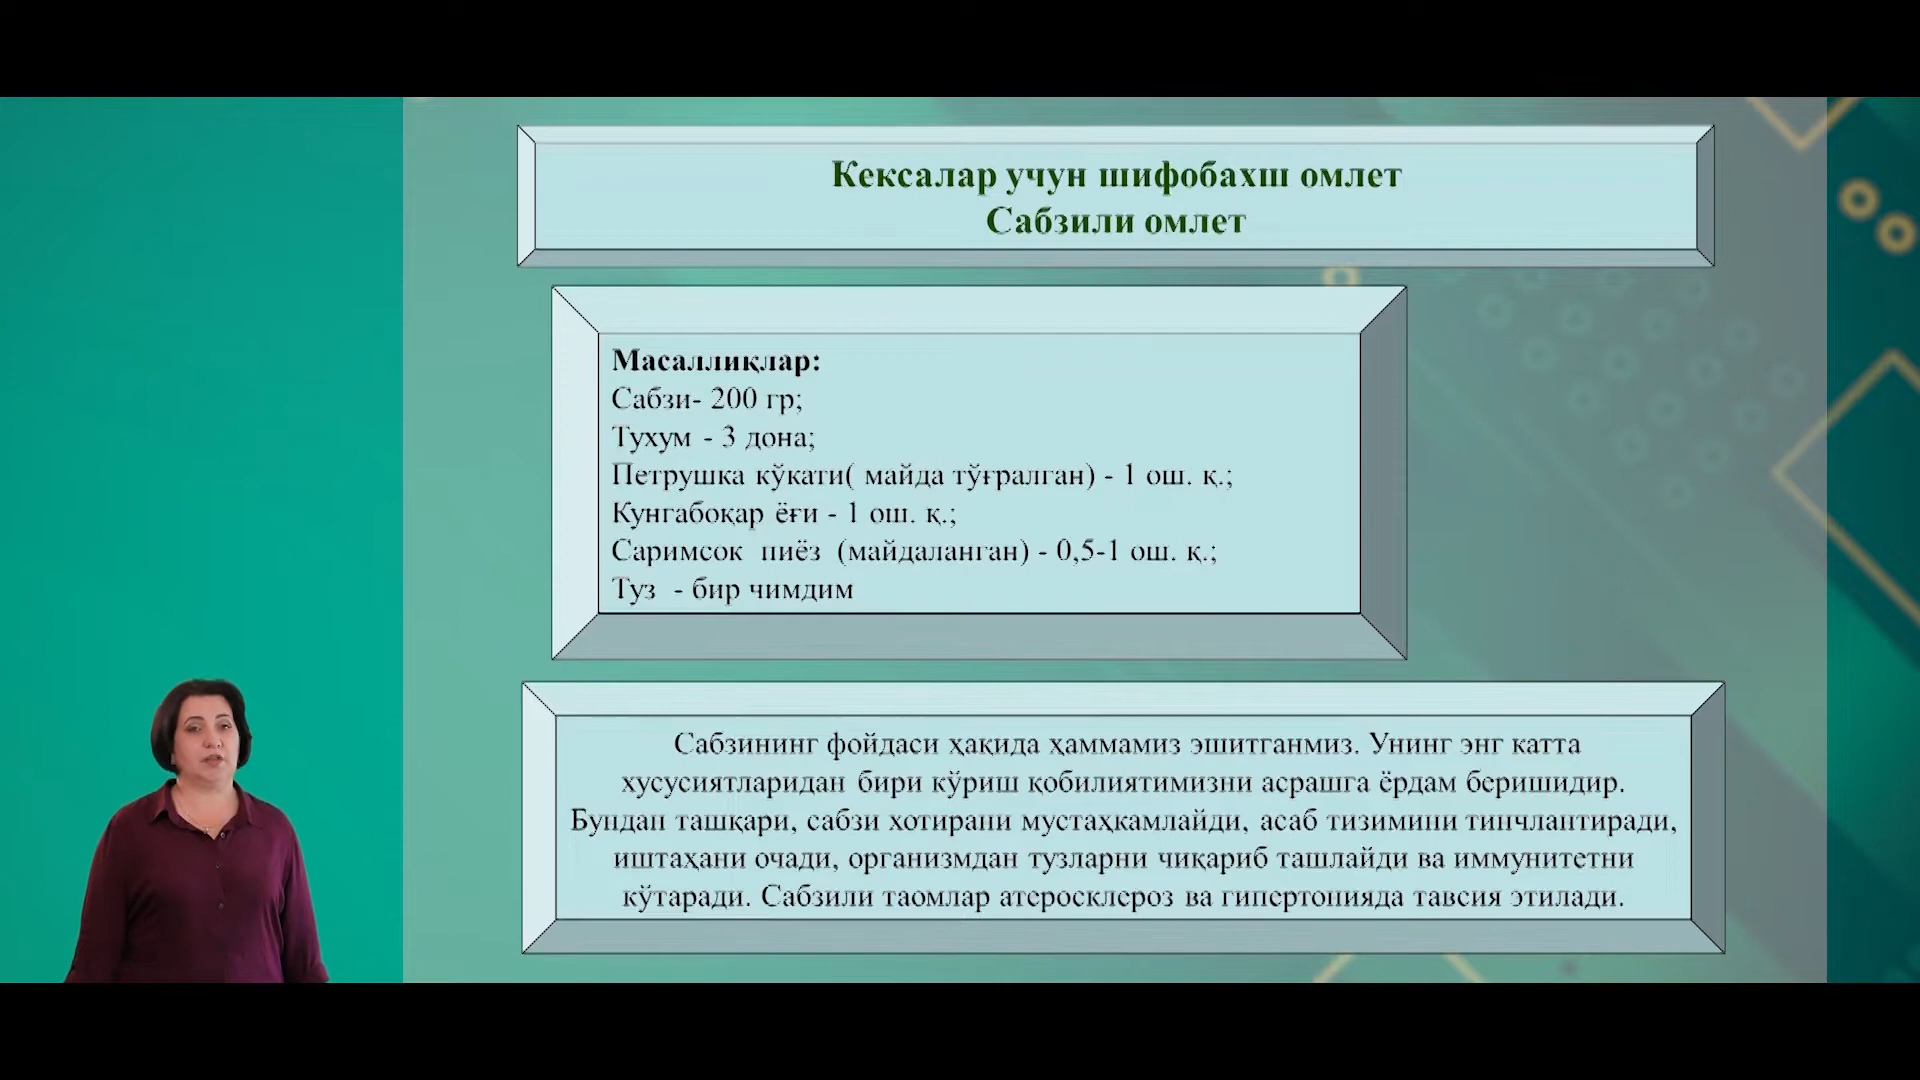 Кексалар учун шифобахш омлет
Сабзили омлет
Масаллиқлар:
Сабзи- 200 гр;
Тухум - 3 дона;
Петрушка кўкати( майда тўғралган) - 1 ош. қ.;
Кунгабоқар ёғи - 1 ош. қ.;
Саримсок пиёз (майдаланган) - 0,5-1 ош. қ.;
Туз - бир чимдим
Сабзининг фойдаси ҳақида ҳаммамиз эшитганмиз. Унинг энг катта
хусусиятларидан бири кўриш қобилиятимизни асрашга ёрдам беришидир.
Бундан ташқари, сабзи хотирани мустаҳкамлайди, асаб тизимини тинчлантиради,
иштаҳани очади, организмдан тузларни чиқариб ташлайди ва иммунитетни
кўтаради. Сабзили таомлар атеросклероз ва гипертонияда тавсия этилади.